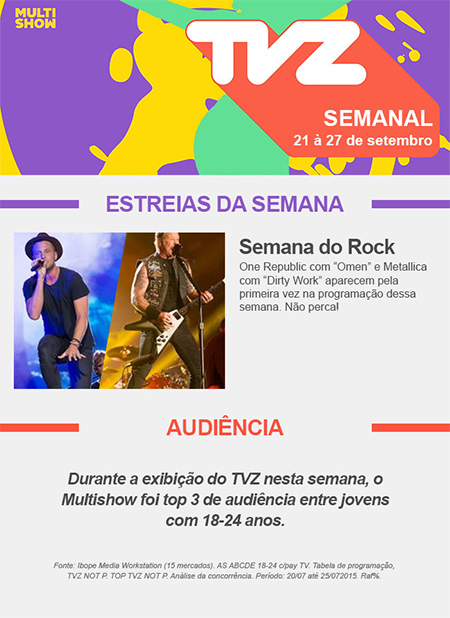 MULTI
SHOW
TVZ
SEMANAL
21 à 27 de setembro
ESTREIAS DA SEMANA
Semana do Rock
One Republic com “Omen” e Metallica
com “Dirty Work” aparecem pela
primeira vez na programação dessa
semana. Não perca!
AUDIÊNCIA
Durante a exibição do TVZ nesta semana, o
Multishow foi top 3 de audiência entre jovens
com 18-24 anos.
Fonte: Ibope Media Workstation (15 mercados). AS ABCDE 18-24 c/pay TV. Tabela de programação,
TVZ NOT P. TOP TVZ NOT P. Análise da concorrência. Período: 20/07 até 25/072015. Raf%.